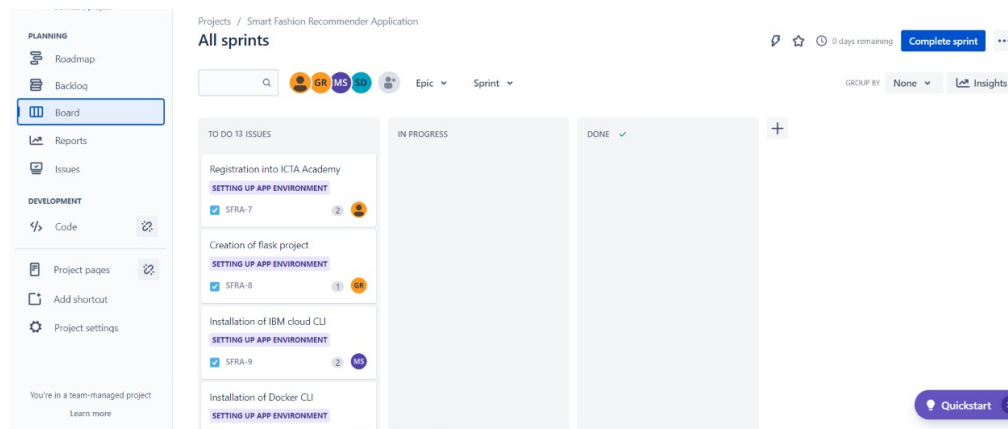 Projects / Smart Fashion Recommender Application
All sprints
0 days remaining
Complete sprint
PLANNING
Roadmap
Backlog
Board
Reports
Issues
DEVELOPMENT
Code
Project pages
Add shortcut
Project settings
You're in a team-managed project
Learn more
GR MS SD
Epic
Sprint
GROUP BY None
Insights
TO DO 13 ISSUES
Registration into ICTA Academy
SETTING UP APP ENVIRONMENT
SFRA-7 2
Creation of flask project
SETTING UP APP ENVIRONMENT
SFRA-8 1 GR
Installation of IBM cloud CLI
SETTING UP APP ENVIRONMENT
SFRA-9 2 MS
Installation of Docker CLI
SETTING UP APP ENVIRONMENT
IN PROGRESS
DONE
Quickstart